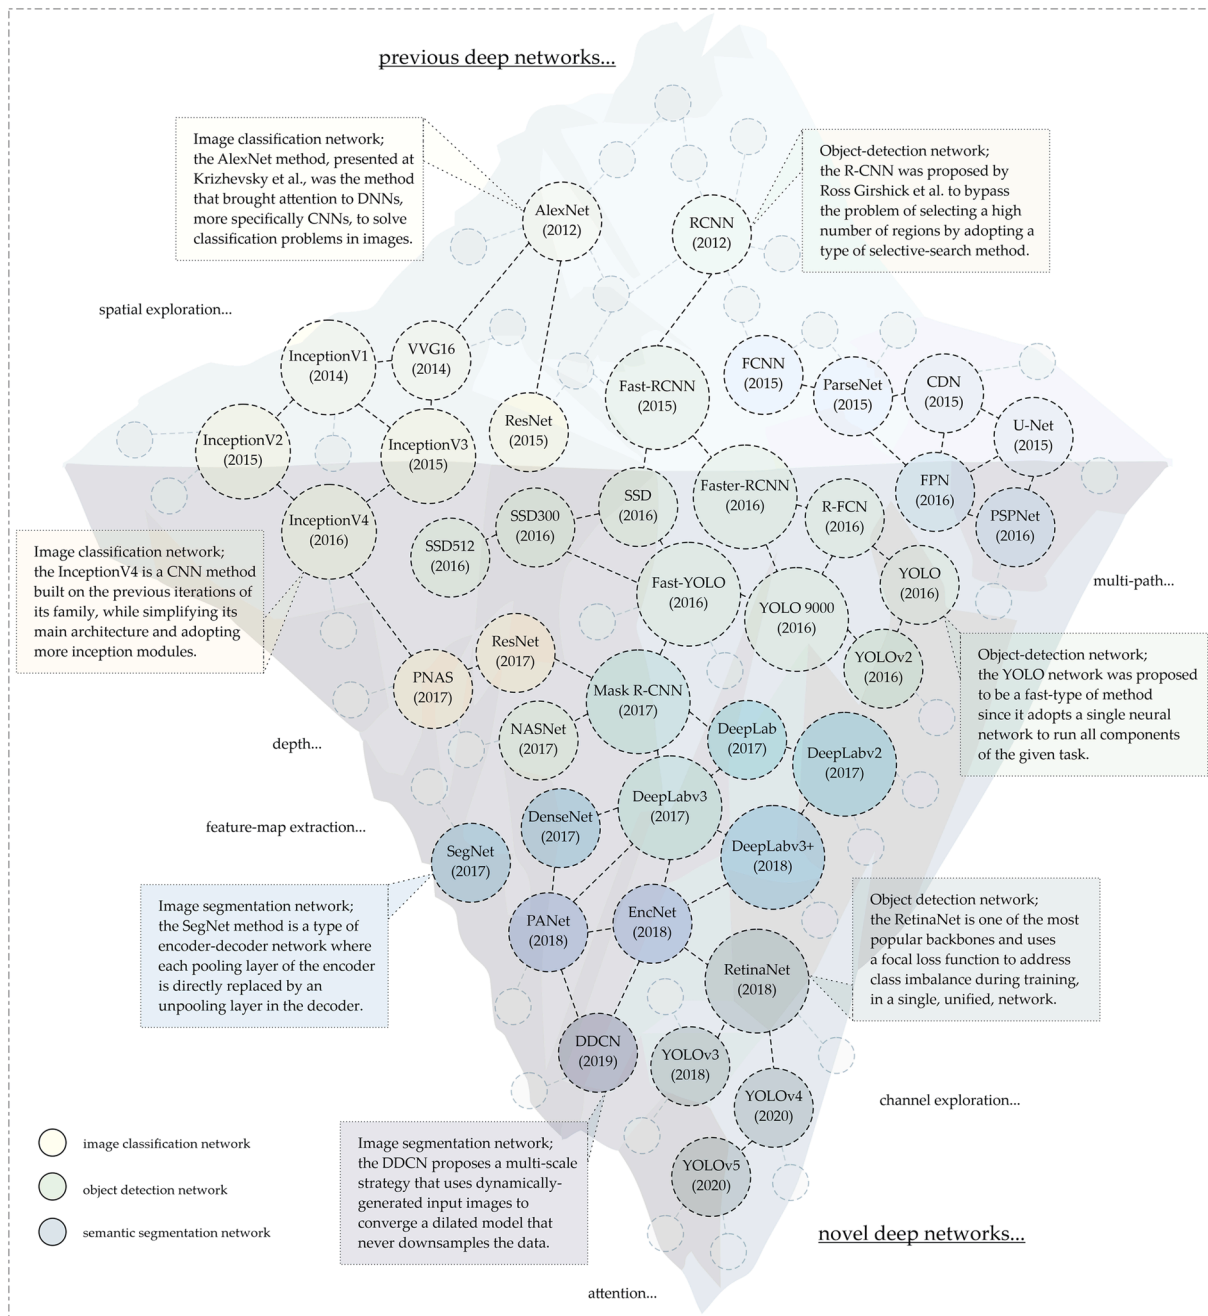 previous deep networks...
Image classification network;
the AlexNet method, presented at
Krizhevsky et al., was the method
that brought attention to DNNs,
more specifically CNNs, to solve
classification problems in images.
Object-detection network;
the R-CNN was proposed by
Ross Girshick et al. to bypass
the problem of selecting a high
number of regions by adopting a
type of selective-search method.
AlexNet
(2012)
RCNN
(2012)
spatial exploration...
InceptionV1
(2014)
VVG16
(2014)
Fast-RCNN
(2015)
FCNN
(2015)
ParseNet
(2015)
CDN
(2015)
ResNet
(2015)
U-Net
(2015)
InceptionV2
(2015)
InceptionV3
(2015)
Faster-RCNN
(2016)
FPN
(2016)
SSD
(2016)
R-FCN
(2016)
PSPNet
(2016)
InceptionV4
(2016)
SSD300
(2016)
SSD512
(2016)
Fast-YOLO
(2016)
YOLO
(2016)
YOLO 9000
(2016)
multi-path...
Image classification network;
the InceptionV4 is a CNN method
built on the previous iterations of
its family, while simplifying its
main architecture and adopting
more inception modules.
ResNet
(2017)
YOLOv2
(2016)
PNAS
(2017)
Mask R-CNN
(2017)
Object-detection network;
the YOLO network was proposed
to be a fast-type of method
since it adopts a single neural
network to run all components
of the given task.
NASNet
(2017)
DeepLab
(2017)
DeepLabv2
(2017)
depth...
DeepLabv3
(2017)
DenseNet
(2017)
feature-map extraction...
DeepLabv3+
(2018)
SegNet
(2017)
Image segmentation network;
the SegNet method is a type of
encoder-decoder network where
each pooling layer of the encoder
is directly replaced by an
unpooling layer in the decoder.
PANet
(2018)
EncNet
(2018)
Object detection network;
the RetinaNet is one of the most
popular backbones and uses
a focal loss function to address
class imbalance during training,
in a single, unified, network.
RetinaNet
(2018)
DDCN
(2019)
YOLOv3
(2018)
YOLOv4
(2020)
channel exploration...
YOLOv5
(2020)
image classification network
object detection network
semantic segmentation network
Image segmentation network;
the DDCN proposes a multi-scale
strategy that uses dynamically-
generated input images to
converge a dilated model that
never downsamples the data.
novel deep networks...
attention...